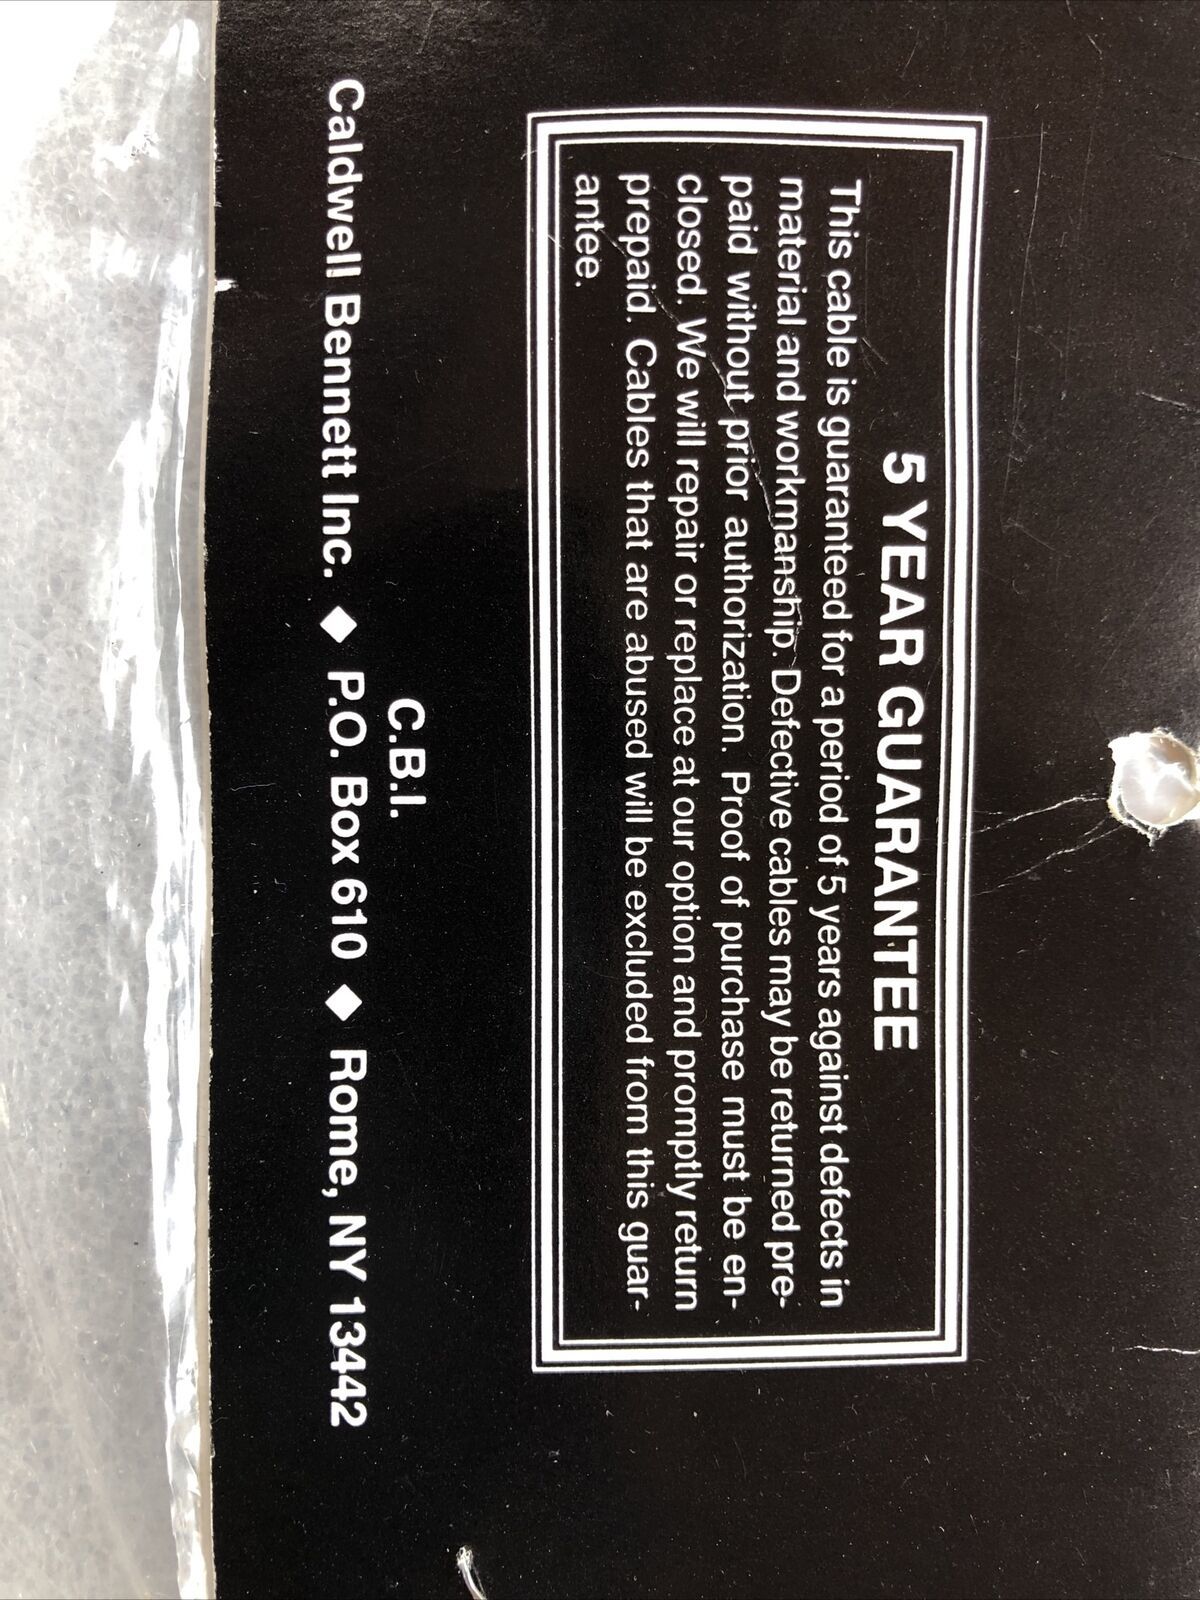 5 YEAR GUARANTEE
This cable is guaranteed for a period of 5 years against defects in
material and workmanship. Defective cables may be returned pre-
paid without prior authorization. Proof of purchase must be en-
closed. We will repair or replace at our option and promptly return
prepaid. Cables that are abused will be excluded from this guar-
antee.
C.B.I.
Caldwell Bennett Inc. ◆ P.O. Box 610 ◆ Rome, NY 13442